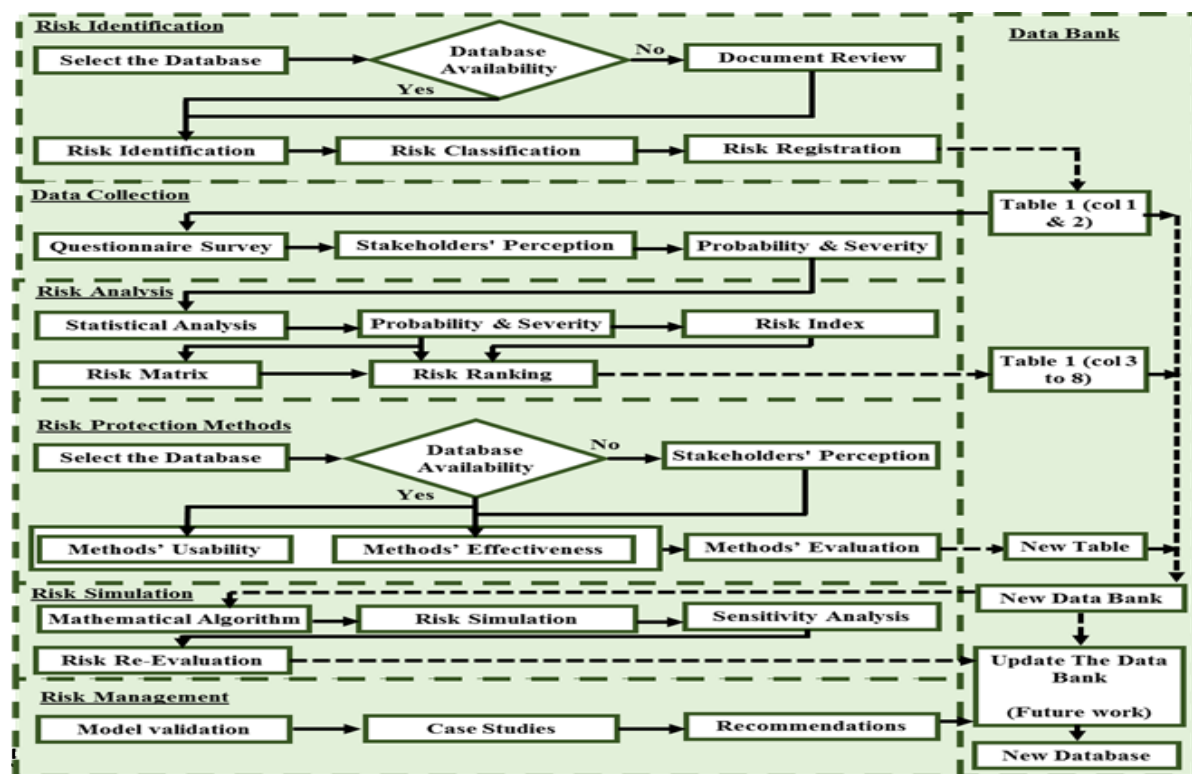 Risk Identification
Data Bank
Select the Database
Database
Availability
No
Document Review
Yes
Risk Identification
Risk Classification
Risk Registration
Data Collection
Table 1 (col 1
& 2)
Questionnaire Survey
Stakeholders' Perception
Probability & Severity
Risk Analysis
Statistical Analysis
Probability & Severity
Risk Index
Risk Matrix
Risk Ranking
Table 1 (col 3
to 8)
Risk Protection Methods
Select the Database
Database
Availability
No
Stakeholders' Perception
Yes
Methods' Usability
Methods' Effectiveness
Methods' Evaluation
New Table
Risk Simulation
Mathematical Algorithm
Risk Simulation
Sensitivity Analysis
New Data Bank
Risk Re-Evaluation
Update The Data
Bank
(Future work)
Risk Management
Model validation
Case Studies
Recommendations
New Database